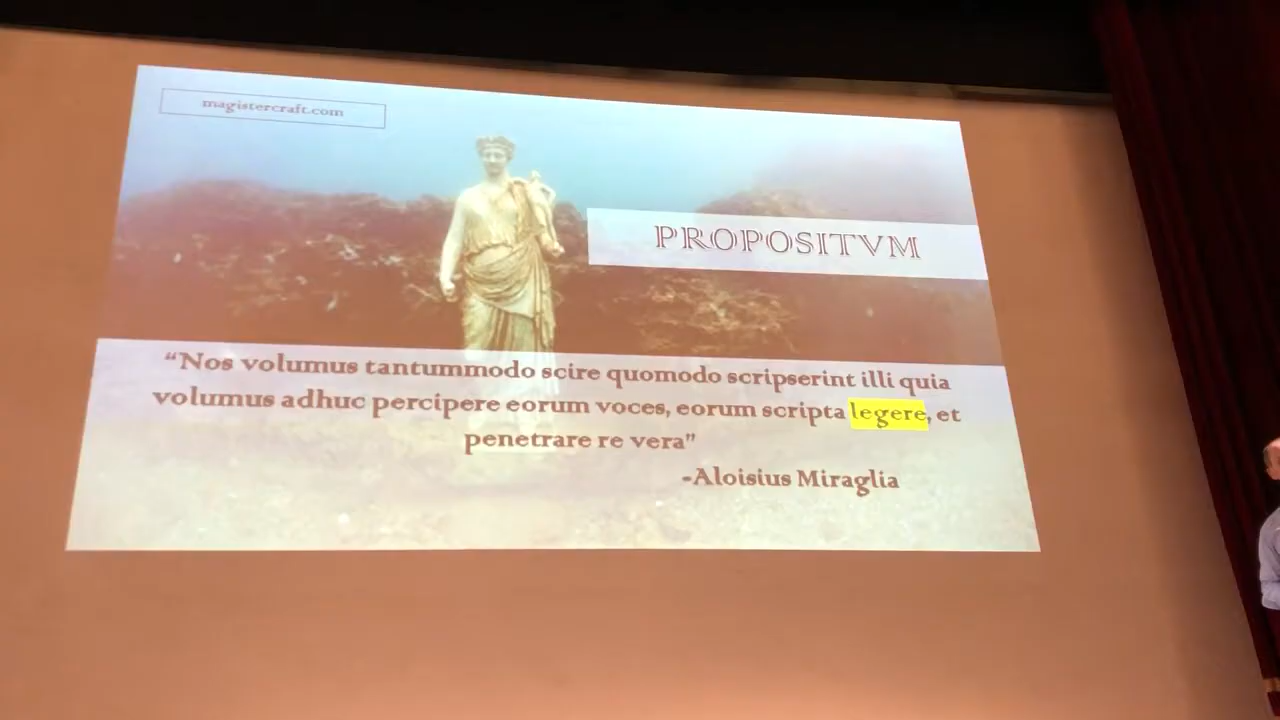 magistercraft.com
PROPOSITVM
“Nos volumus tantummodo scire quomodo scripserint illi quia
volumus adhuc percipere eorum voces, eorum scripta legere, et
penetrare re vera”
-Aloisius Miraglia